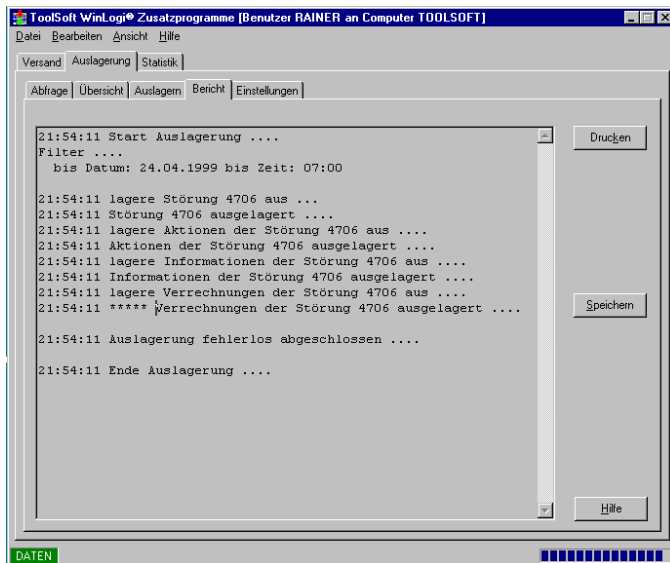 ToolSoft WinLogi® Zusatzprogramme [Benutzer RAINER an Computer TOOLSOFT]
Datei Bearbeiten Ansicht Hilfe
Versand Auslagerung Statistik
Abfrage Übersicht Auslagern Bericht Einstellungen
21:54:11 Start Auslagerung ....
Filter ....
bis Datum: 24.04.1999 bis Zeit: 07:00
21:54:11 lagere Störung 4706 aus ...
21:54:11 Störung 4706 ausgelagert ....
21:54:11 lagere Aktionen der Störung 4706 aus ....
21:54:11 Aktionen der Störung 4706 ausgelagert ....
21:54:11 lagere Informationen der Störung 4706 aus ....
21:54:11 Informationen der Störung 4706 ausgelagert ....
21:54:11 lagere Verrechnungen der Störung 4706 aus ....
21:54:11 ***** Verrechnungen der Störung 4706 ausgelagert ....
21:54:11 Auslagerung fehlerlos abgeschlossen ....
21:54:11 Ende Auslagerung ....
Drucken
Speichern
Hilfe
DATEN